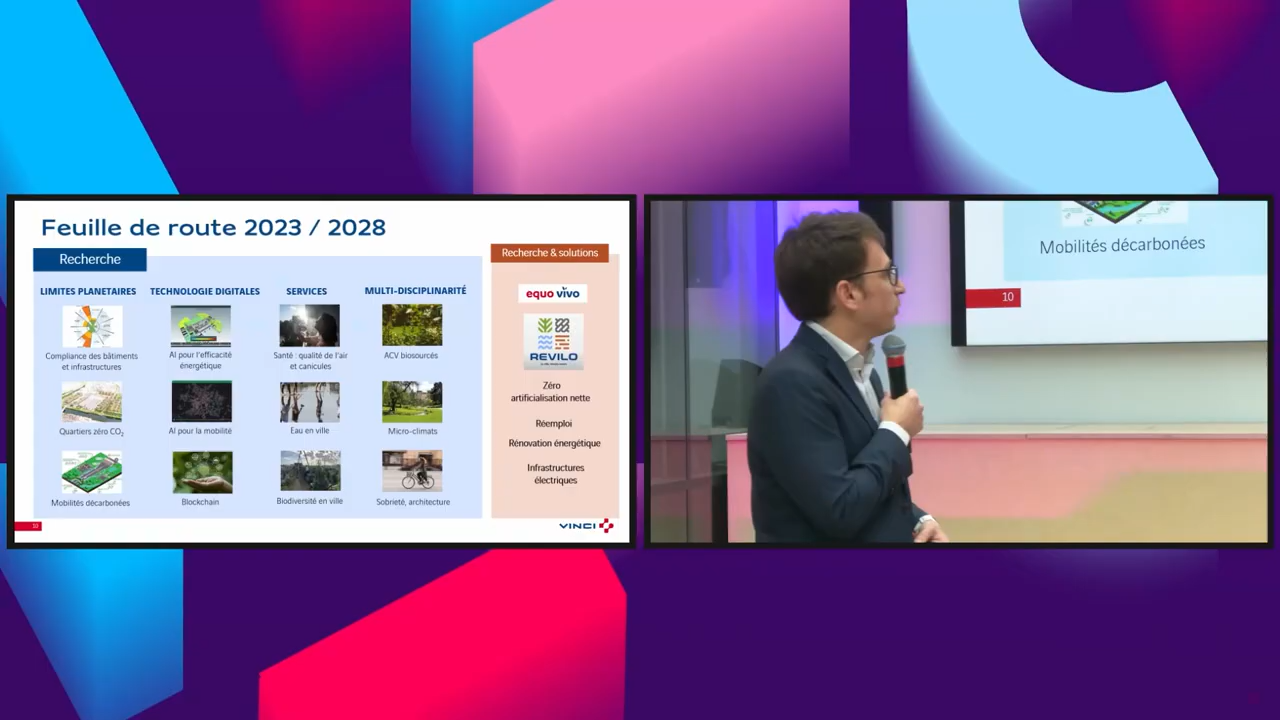 Feuille de route 2023 / 2028
Recherche
LIMITES PLANETAIRES
Compliance des bâtiments
et infrastructures
Quartiers zéro CO₂
Mobilités décarbonées
TECHNOLOGIE DIGITALES
AI pour l'efficacité
énergétique
AI pour la mobilité
Blockchain
SERVICES
Santé : qualité de l'air
et canicules
Eau en ville
Biodiversité en ville
MULTI-DISCIPLINARITÉ
ACV biosourcés
Micro-climats
Sobrieté, architecture
Recherche & solutions
equo vivo
REVILO
Zéro
artificialisation nette
Réemploi
Rénovation énergétique
Infrastructures
électriques
10
VINCI
Mobilités décarbonées
10